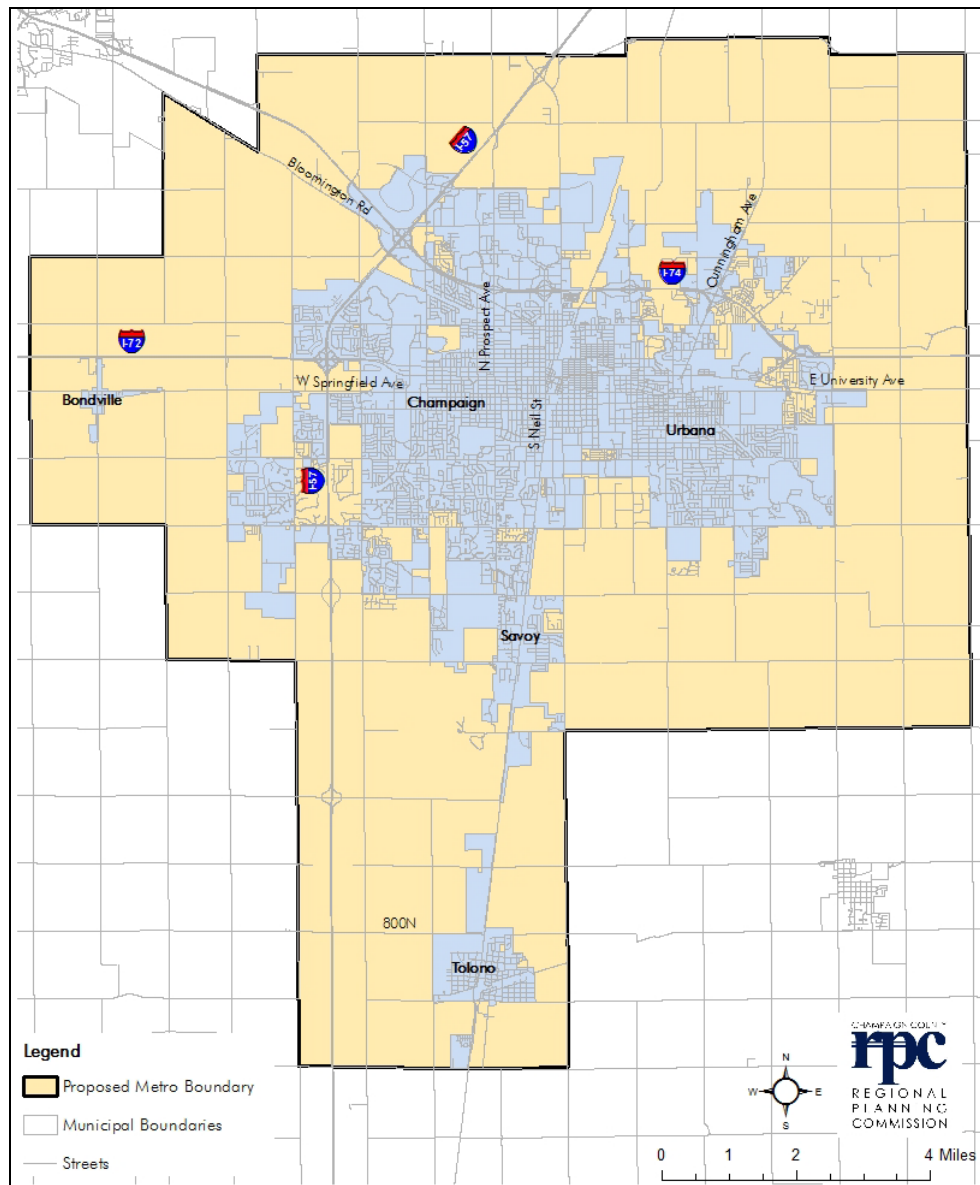 I-57
Bloomington Rd
Cunningham Ave
I-74
N Prospect Ave
I-72
W Springfield Ave
E University Ave
Bondville
Champaign
S Neil St
Urbana
I-57
Savoy
800N
Tolono
Legend
Proposed Metro Boundary
Municipal Boundaries
Streets
N
W E
S
CHAMPAIGN COUNTY
rpc
REGIONAL
PLANNING
COMMISSION
0 1 2 4 Miles